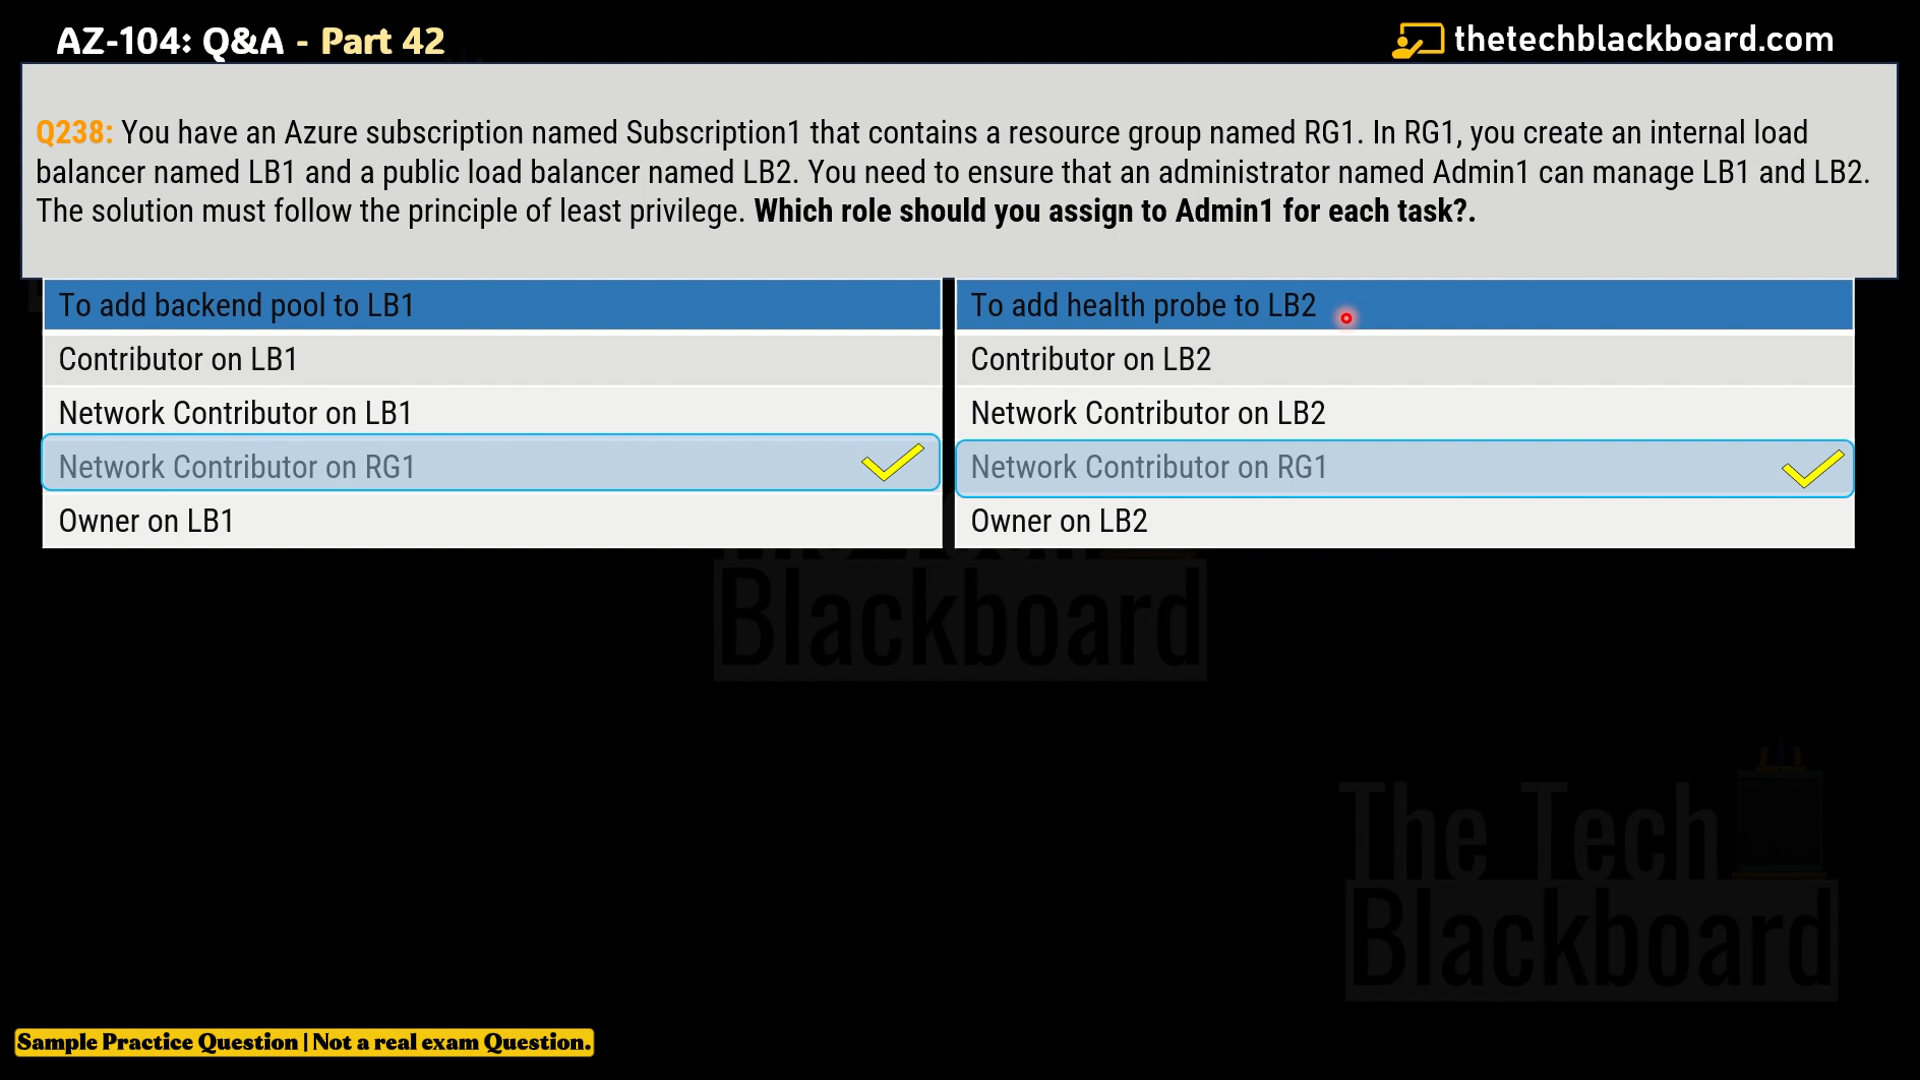 AZ-104: Q&A - Part 42
thetechblackboard.com
Q238: You have an Azure subscription named Subscription1 that contains a resource group named RG1. In RG1, you create an internal load
balancer named LB1 and a public load balancer named LB2. You need to ensure that an administrator named Admin1 can manage LB1 and LB2.
The solution must follow the principle of least privilege. Which role should you assign to Admin1 for each task?.
To add backend pool to LB1
Contributor on LB1
Network Contributor on LB1
Network Contributor on RG1
Owner on LB1
To add health probe to LB2
Contributor on LB2
Network Contributor on LB2
Network Contributor on RG1
Owner on LB2
The Tech
Blackboard
The Tech
Blackboard
Sample Practice Question | Not a real exam Question.